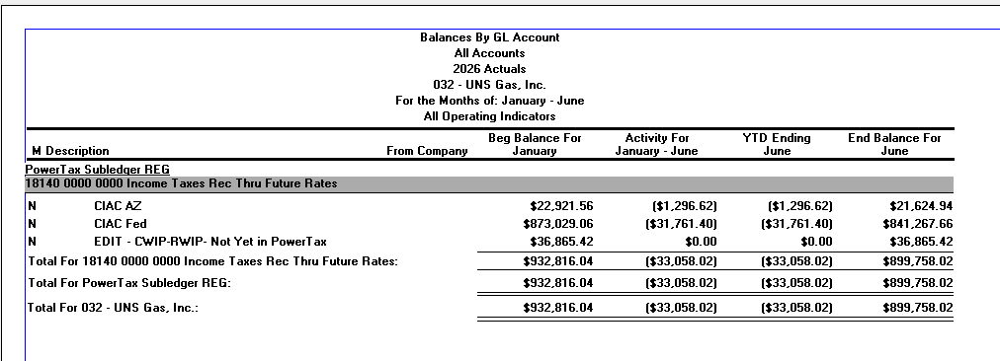 Balances By GL Account
All Accounts
2026 Actuals
032 - UNS Gas, Inc.
For the Months of: January - June
All Operating Indicators
M Description From Company Beg Balance For January Activity For January - June YTD Ending June End Balance For June
PowerTax Subledger REG
18140 0000 0000 Income Taxes Rec Thru Future Rates
N CIAC AZ $22,921.56 ($1,296.62) ($1,296.62) $21,624.94
N CIAC Fed $873,029.06 ($31,761.40) ($31,761.40) $841,267.66
N EDIT - CWIP-RWIP- Not Yet in PowerTax $36,865.42 $0.00 $0.00 $36,865.42
Total For 18140 0000 0000 Income Taxes Rec Thru Future Rates: $932,816.04 ($33,058.02) ($33,058.02) $899,758.02
Total For PowerTax Subledger REG: $932,816.04 ($33,058.02) ($33,058.02) $899,758.02
Total For 032 - UNS Gas, Inc.: $932,816.04 ($33,058.02) ($33,058.02) $899,758.02